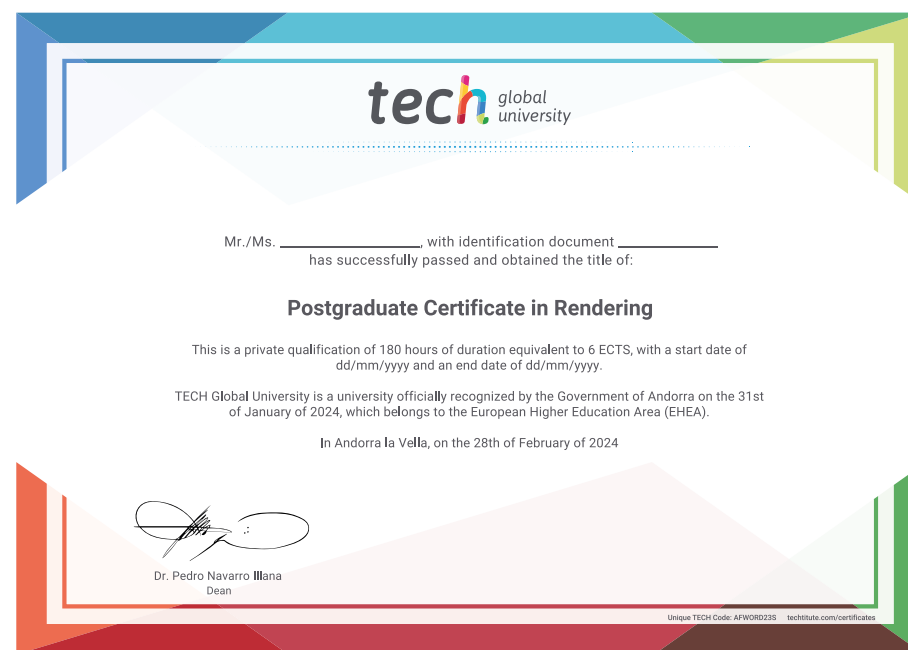 tech global university
Mr./Ms. ____________________, with identification document ______________
has successfully passed and obtained the title of:
Postgraduate Certificate in Rendering
This is a private qualification of 180 hours of duration equivalent to 6 ECTS, with a start date of
dd/mm/yyyy and an end date of dd/mm/yyyy.
TECH Global University is a university officially recognized by the Government of Andorra on the 31st
of January of 2024, which belongs to the European Higher Education Area (EHEA).
In Andorra la Vella, on the 28th of February of 2024
Dr. Pedro Navarro Illana
Dean
Unique TECH Code: AFWORD23S techtitute.com/certificates